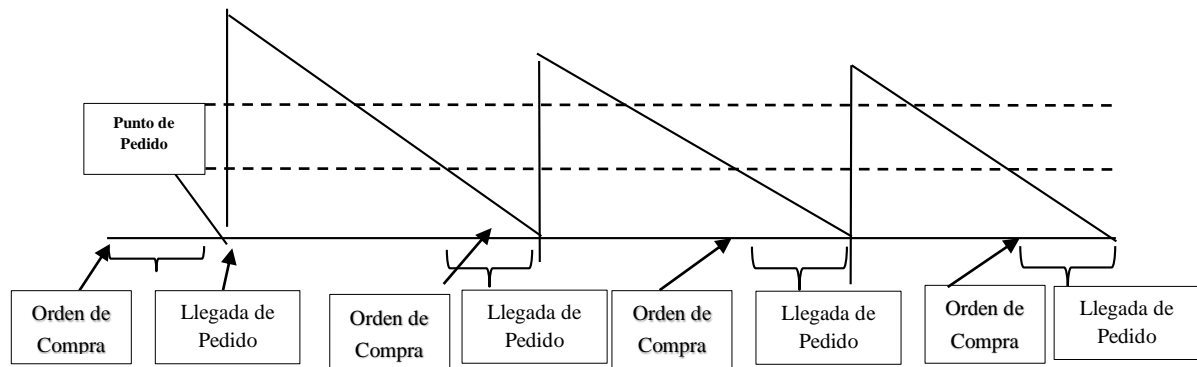 Punto de
Pedido
Orden de
Compra
Llegada de
Pedido
Orden de
Compra
Llegada de
Pedido
Orden de
Compra
Llegada de
Pedido
Orden de
Compra
Llegada de
Pedido